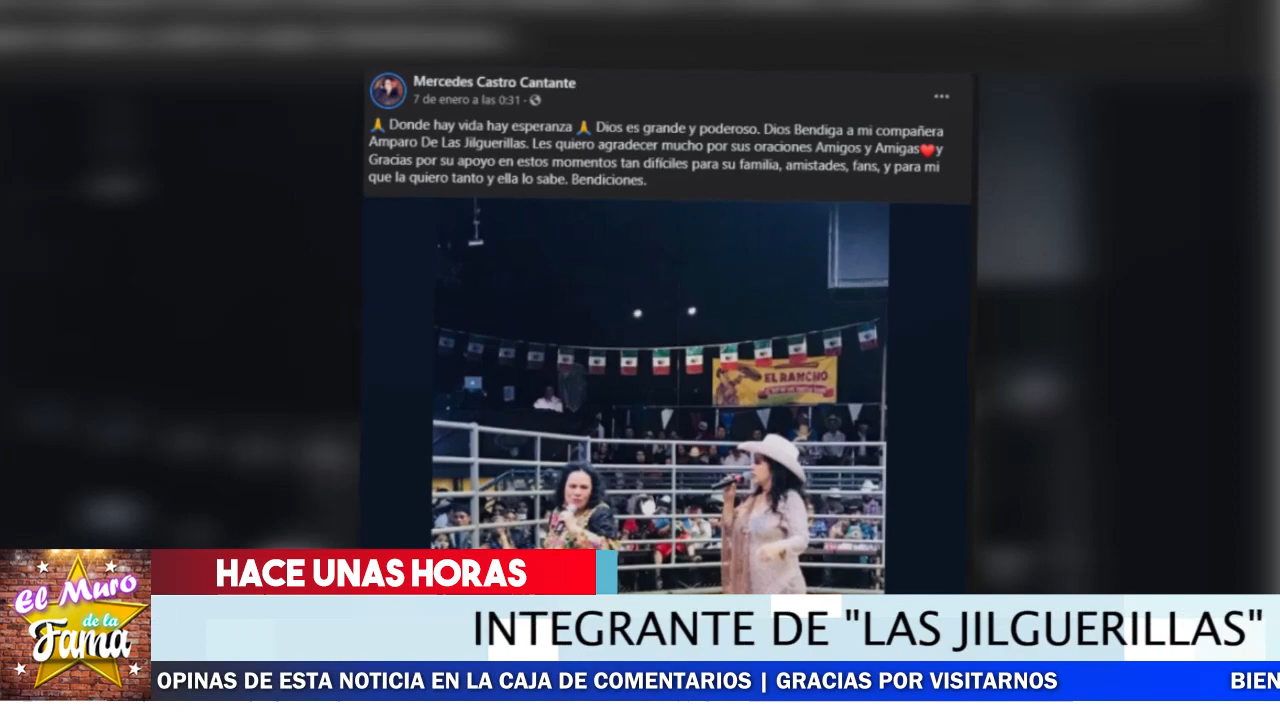 Mercedes Castro Cantante
7 de enero a las 0:31 ·
🙏 Donde hay vida hay esperanza 🙏 Dios es grande y poderoso. Dios Bendiga a mi compañera
Amparo De Las Jilguerillas. Les quiero agradecer mucho por sus oraciones Amigos y Amigas❤️y
Gracias por su apoyo en estos momentos tan difíciles para su familia, amistades, fans, y para mi
que la quiero tanto y ella lo sabe. Bendiciones.
EL RANCHO
El Muro
de la
Fama
HACE UNAS HORAS
INTEGRANTE DE "LAS JILGUERILLAS"
OPINAS DE ESTA NOTICIA EN LA CAJA DE COMENTARIOS | GRACIAS POR VISITARNOS
BIEN